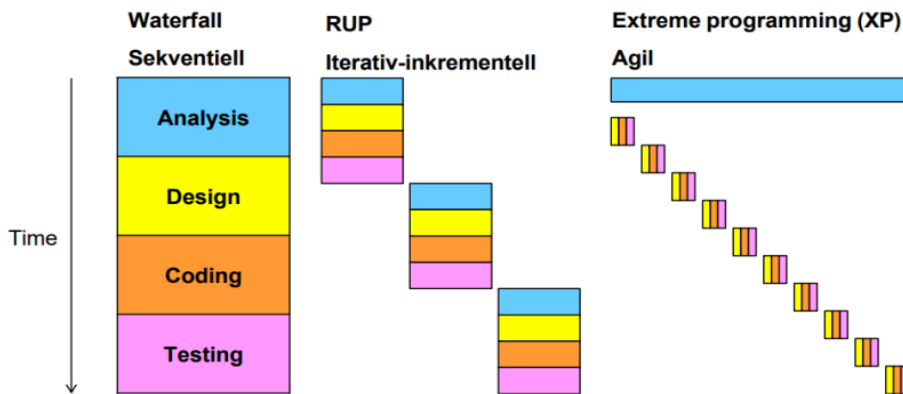 Waterfall
Sekventiell
RUP
Iterativ-inkrementell
Extreme programming (XP)
Agil
Time
Analysis
Design
Coding
Testing